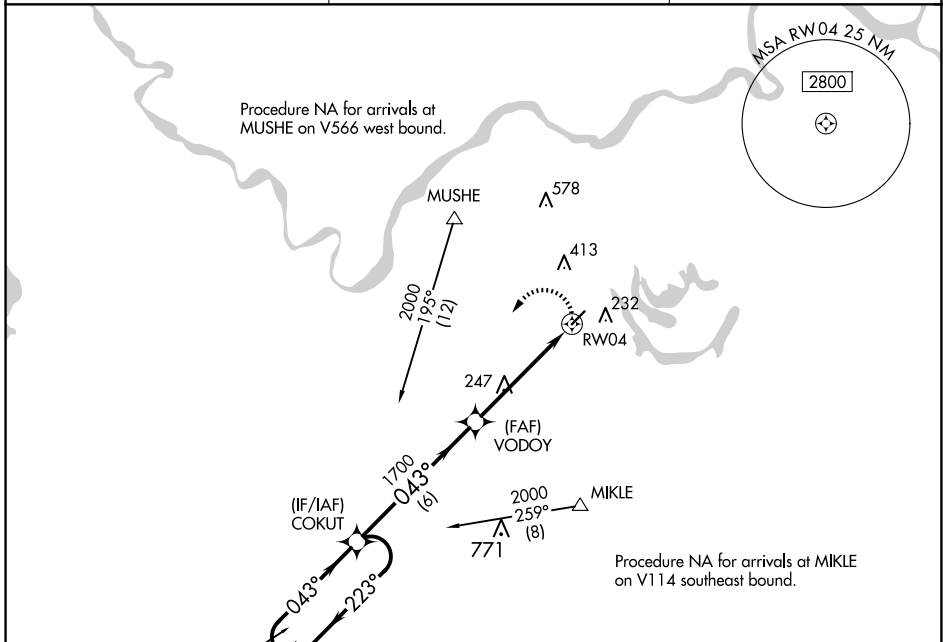 MSA RW04 25 NM
2800
Procedure NA for arrivals at
MUSHE on V566 west bound.
MUSHE
578
413
2000
195°
(12)
232
RW04
247
(FAF)
VODOY
1700
043°
(6)
(IF/IAF)
COKUT
2000
259°
(8)
MIKLE
771
043°
223°
Procedure NA for arrivals at MIKLE
on V114 southeast bound.